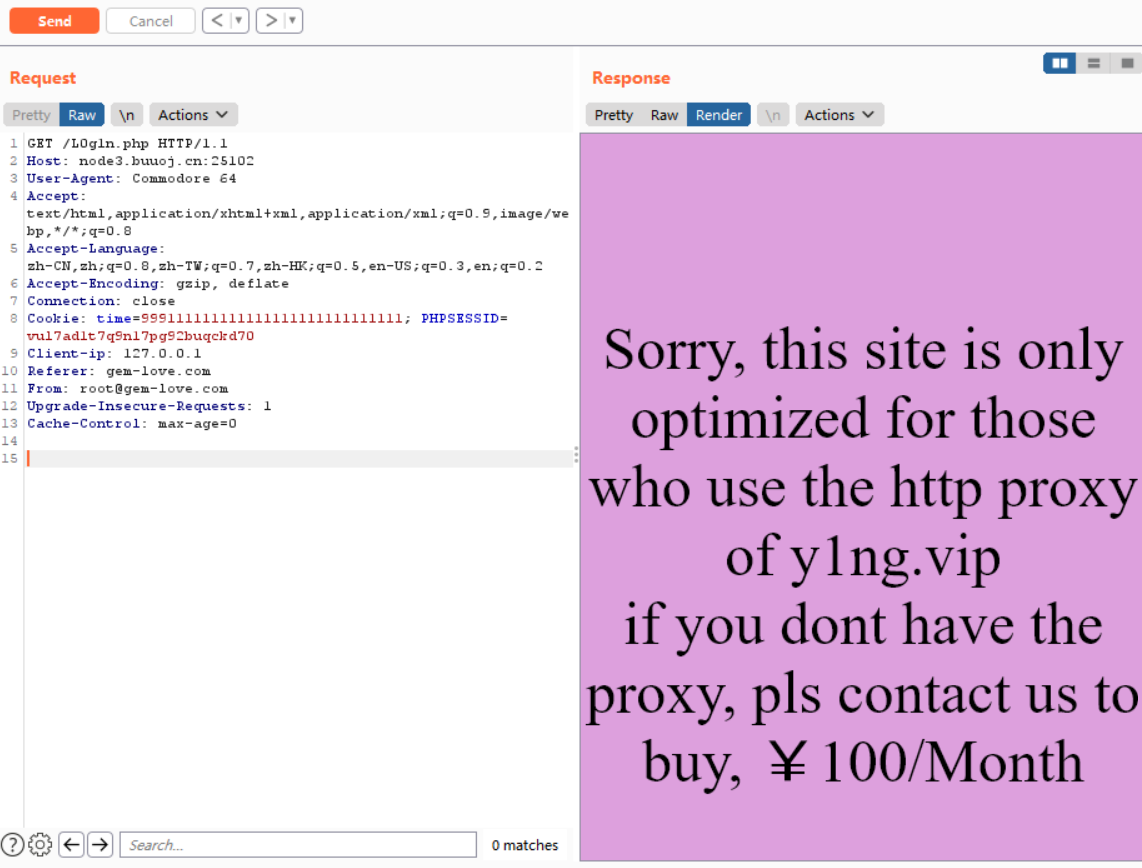 Send Cancel < ▼ > ▼
Request
Pretty Raw \n Actions
1 GET /L0g1n.php HTTP/1.1
2 Host: node3.buuoj.cn:25102
3 User-Agent: Commodore 64
4 Accept:
text/html,application/xhtml+xml,application/xml;q=0.9,image/we
bp,*/*;q=0.8
5 Accept-Language:
zh-CN,zh;q=0.8,zh-TW;q=0.7,zh-HK;q=0.5,en-US;q=0.3,en;q=0.2
6 Accept-Encoding: gzip, deflate
7 Connection: close
8 Cookie: time=999111111111111111111111111111; PHPSESSID=
vul7ad1t7q9n17pg92buqckd70
9 Client-ip: 127.0.0.1
10 Referer: gem-love.com
11 From: root@gem-love.com
12 Upgrade-Insecure-Requests: 1
13 Cache-Control: max-age=0
14
15
? Search... 0 matches
Response
Pretty Raw Render \n Actions
Sorry, this site is only
optimized for those
who use the http proxy
of y1ng.vip
if you dont have the
proxy, pls contact us to
buy, ￥100/Month